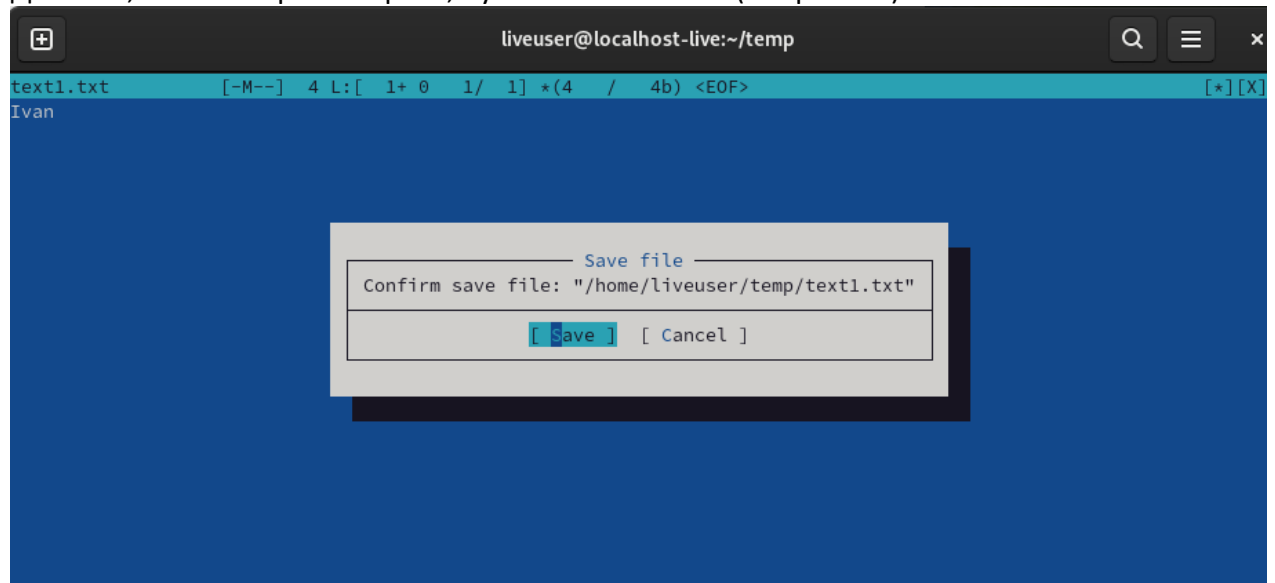 liveuser@localhost-live:~/temp
text1.txt [-M--] 4 L:[ 1+ 0 1/ 1] *(4 / 4b) <EOF> [*][X]
Ivan
Save file
Confirm save file: "/home/liveuser/temp/text1.txt"
[ Save ] [ Cancel ]